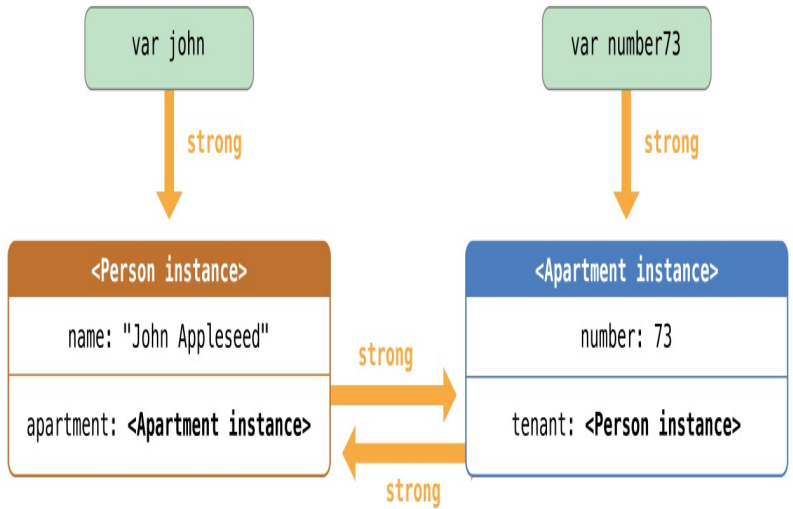 var john
var number73
strong
strong
<Person instance>
<Apartment instance>
name: "John Appleseed"
number: 73
strong
apartment: <Apartment instance>
tenant: <Person instance>
strong